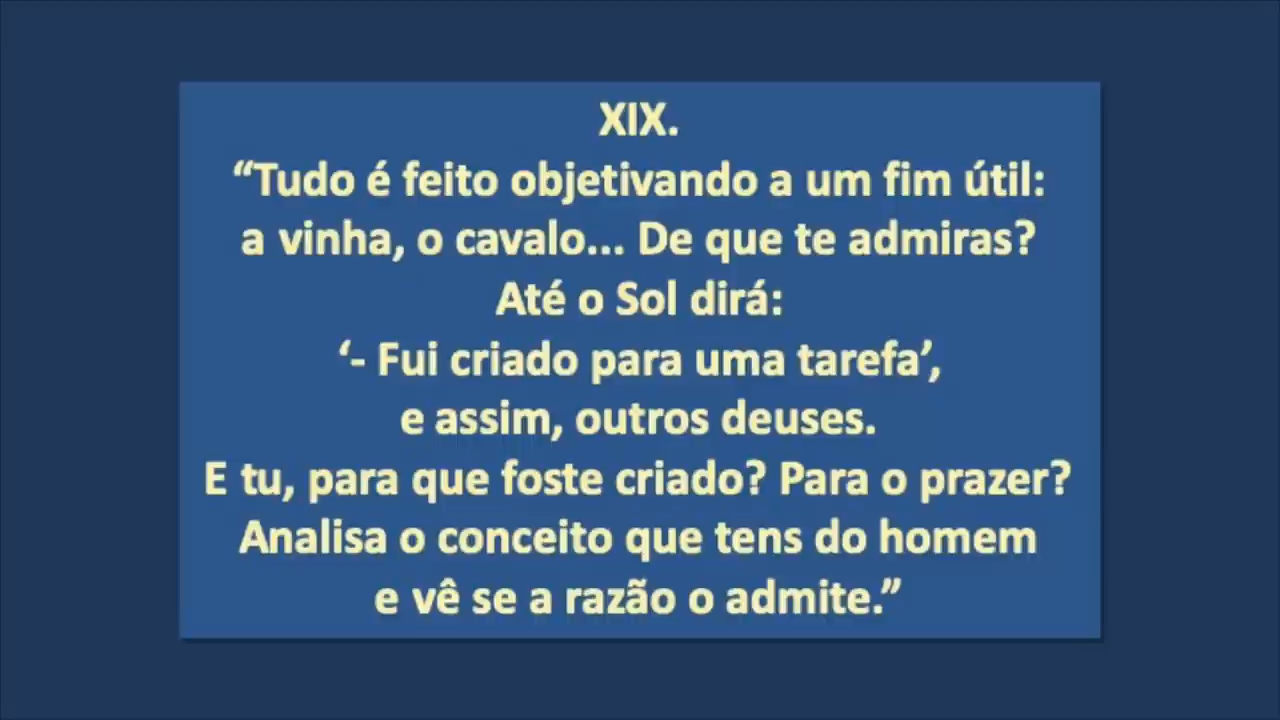 XIX.
“Tudo é feito objetivando a um fim útil:
a vinha, o cavalo... De que te admiras?
Até o Sol dirá:
‘- Fui criado para uma tarefa’,
e assim, outros deuses.
E tu, para que foste criado? Para o prazer?
Analisa o conceito que tens do homem
e vê se a razão o admite.”